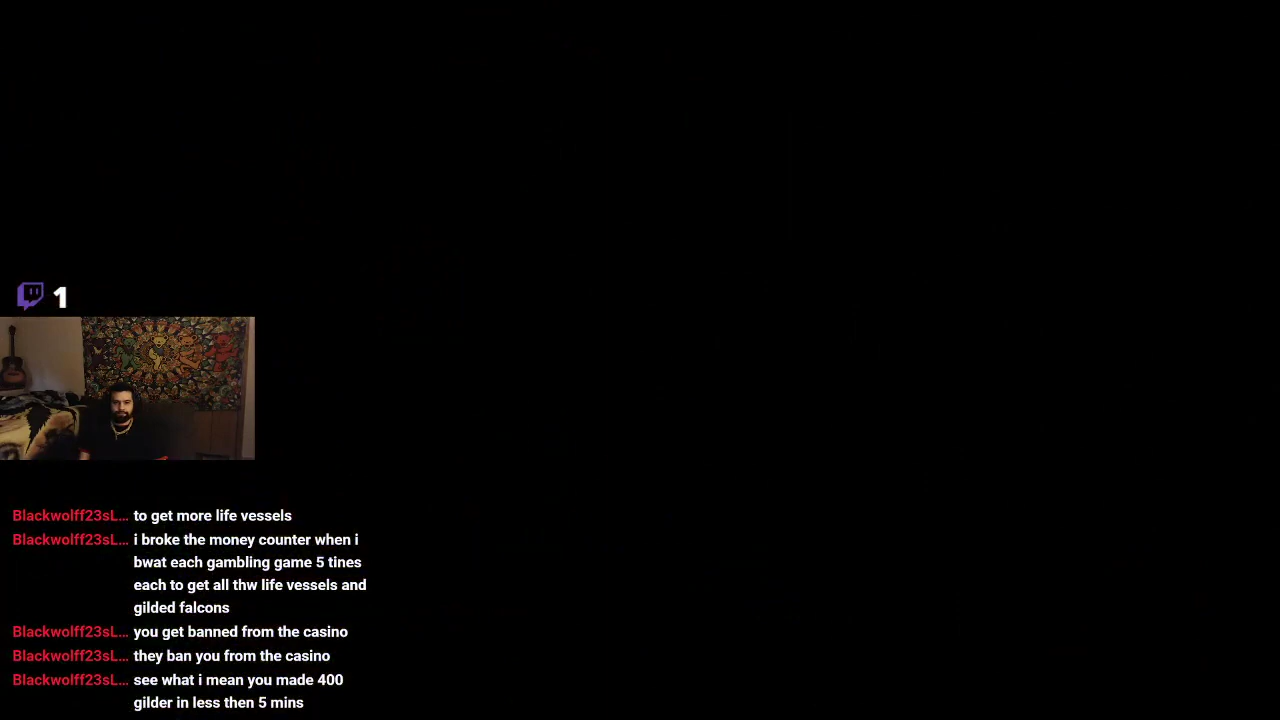 1
Blackwolff23sL... to get more life vessels
Blackwolff23sL... i broke the money counter when i
bwat each gambling game 5 tines
each to get all thw life vessels and
gilded falcons
Blackwolff23sL... you get banned from the casino
Blackwolff23sL... they ban you from the casino
Blackwolff23sL... see what i mean you made 400
gilder in less then 5 mins